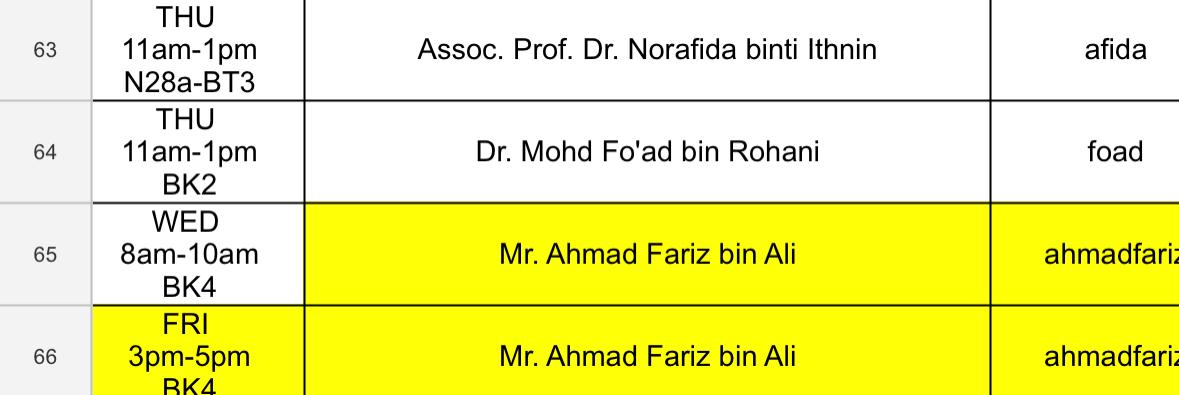 63
THU
11am-1pm
N28a-BT3
Assoc. Prof. Dr. Norafida binti Ithnin
afida
64
THU
11am-1pm
BK2
Dr. Mohd Fo'ad bin Rohani
foad
65
WED
8am-10am
BK4
Mr. Ahmad Fariz bin Ali
ahmadfariz
66
FRI
3pm-5pm
BK4
Mr. Ahmad Fariz bin Ali
ahmadfariz